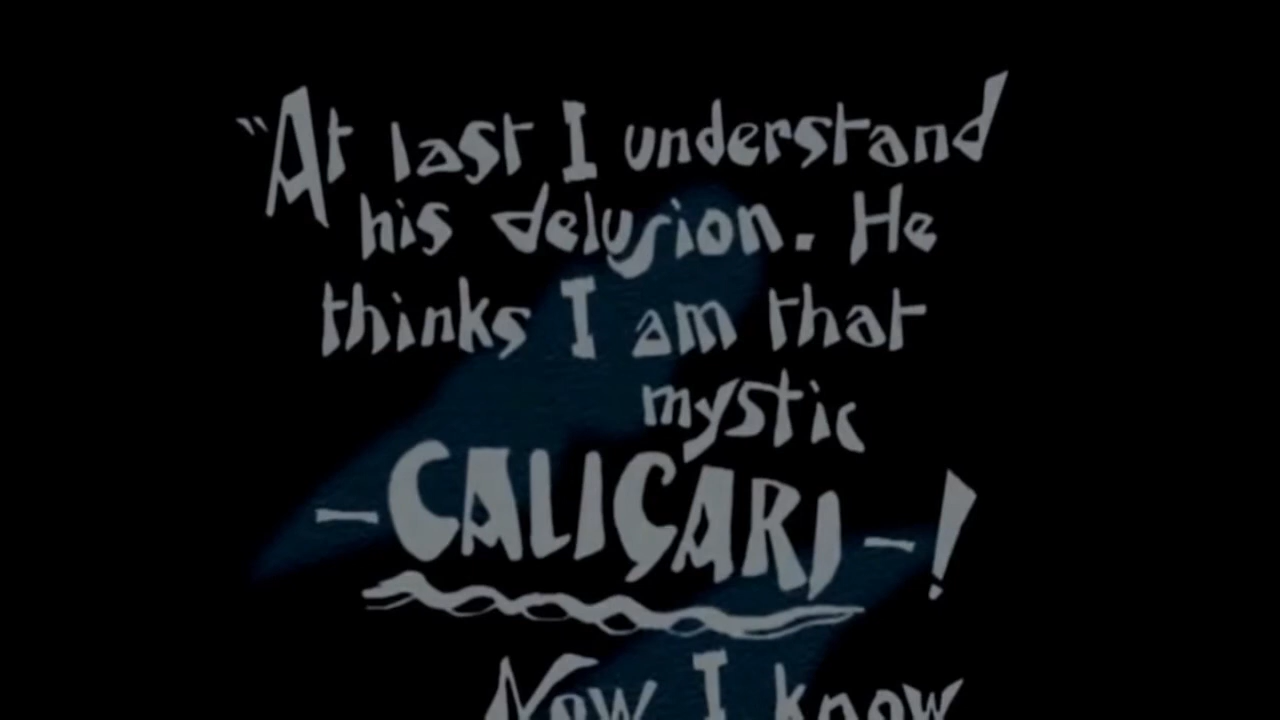 "At last I understand
his delusion. He
thinks I am that
mystic
-CALIGARI-!
Now I know